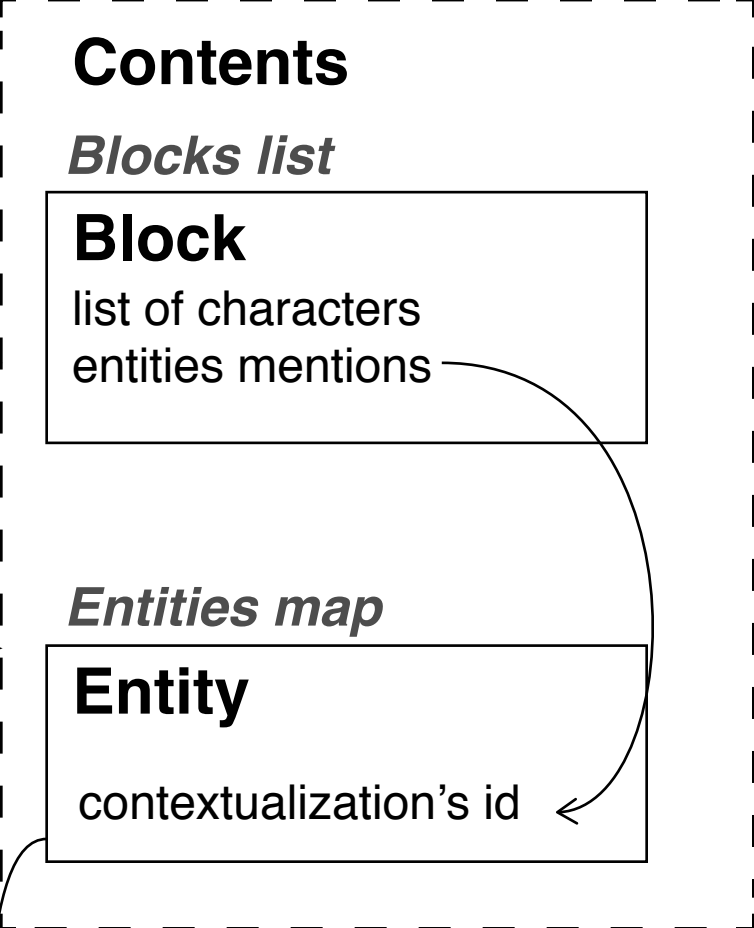 Contents
Blocks list
Block
list of characters
entities mentions
Entities map
Entity
contextualization’s id